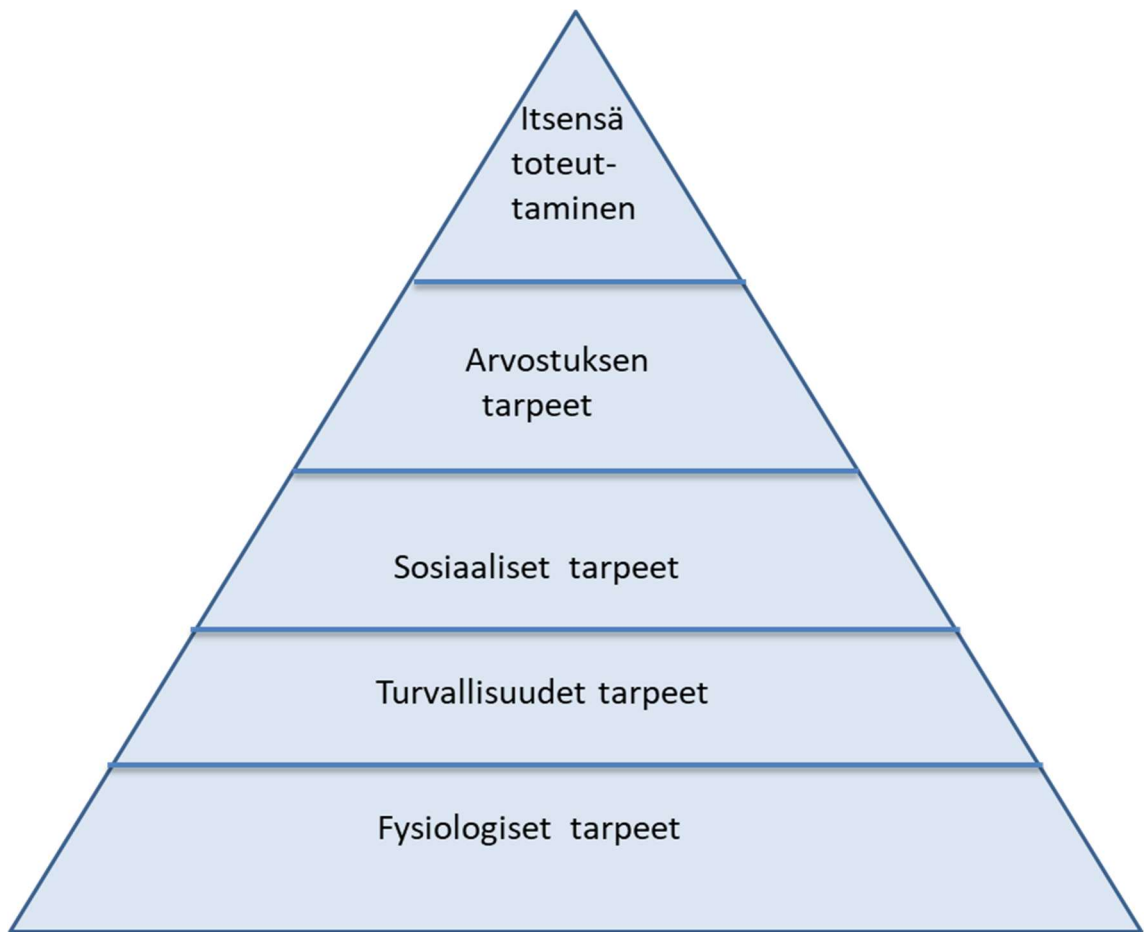 Itsensä
toteut-
taminen
Arvostuksen
tarpeet
Sosiaaliset tarpeet
Turvallisuudet tarpeet
Fysiologiset tarpeet